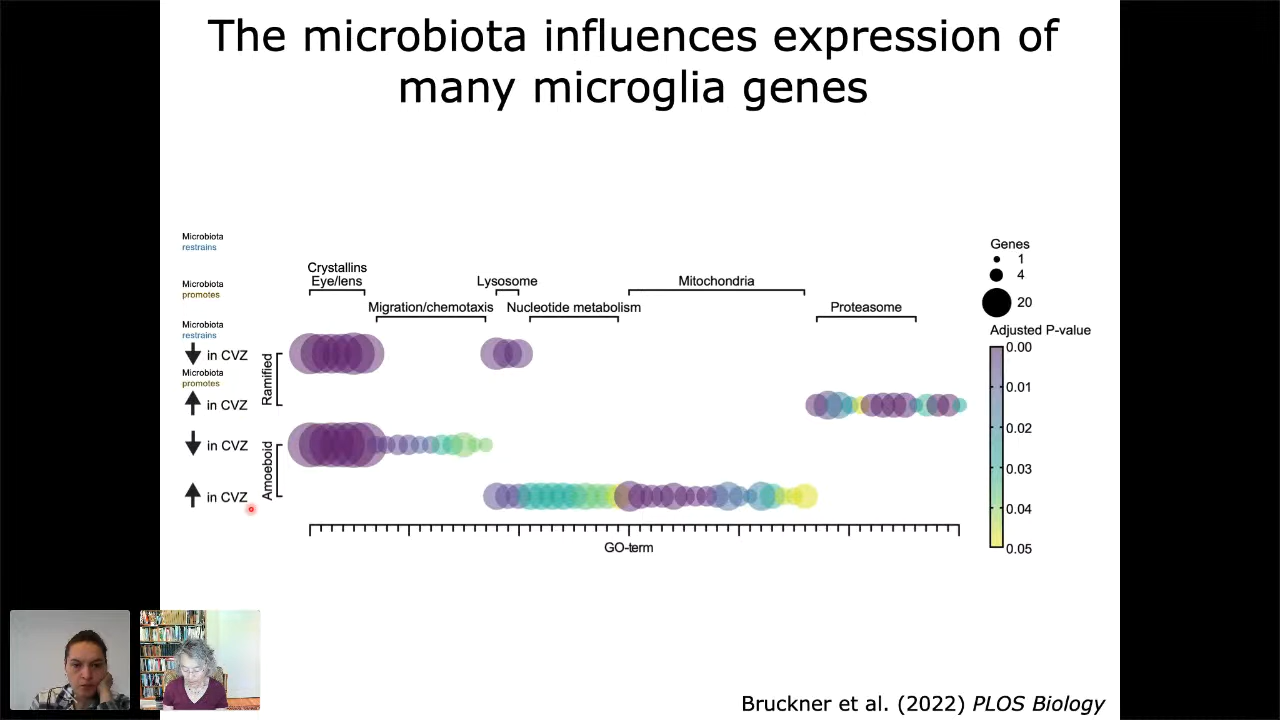 The microbiota influences expression of
many microglia genes
Microbiota
restrains
Microbiota
promotes
Microbiota
restrains
in CVZ
Microbiota
promotes
in CVZ
in CVZ
in CVZ
Ramified
Amoeboid
Crystallins
Eye/lens
Migration/chemotaxis
Lysosome
Nucleotide metabolism
Mitochondria
Proteasome
GO-term
Genes
1
4
20
Adjusted P-value
0.00
0.01
0.02
0.03
0.04
0.05
Bruckner et al. (2022) PLOS Biology